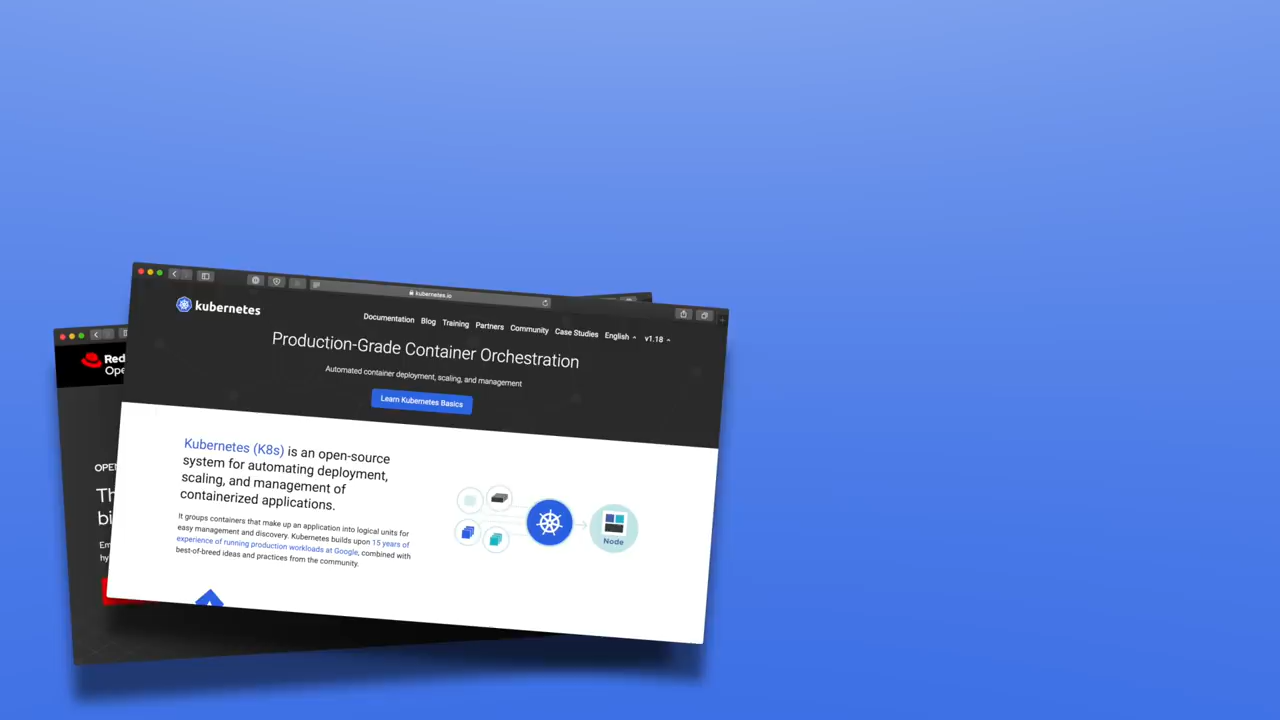 kubernetes.io
kubernetes
Documentation Blog Training Partners Community Case Studies English v1.18
Production-Grade Container Orchestration
Automated container deployment, scaling, and management
Learn Kubernetes Basics
Kubernetes (K8s) is an open-source
system for automating deployment,
scaling, and management of
containerized applications.
It groups containers that make up an application into logical units for
easy management and discovery. Kubernetes builds upon 15 years of
experience of running production workloads at Google, combined with
best-of-breed ideas and practices from the community.
Node
Red
Ope
OPEN
Th
bi
Em
hy